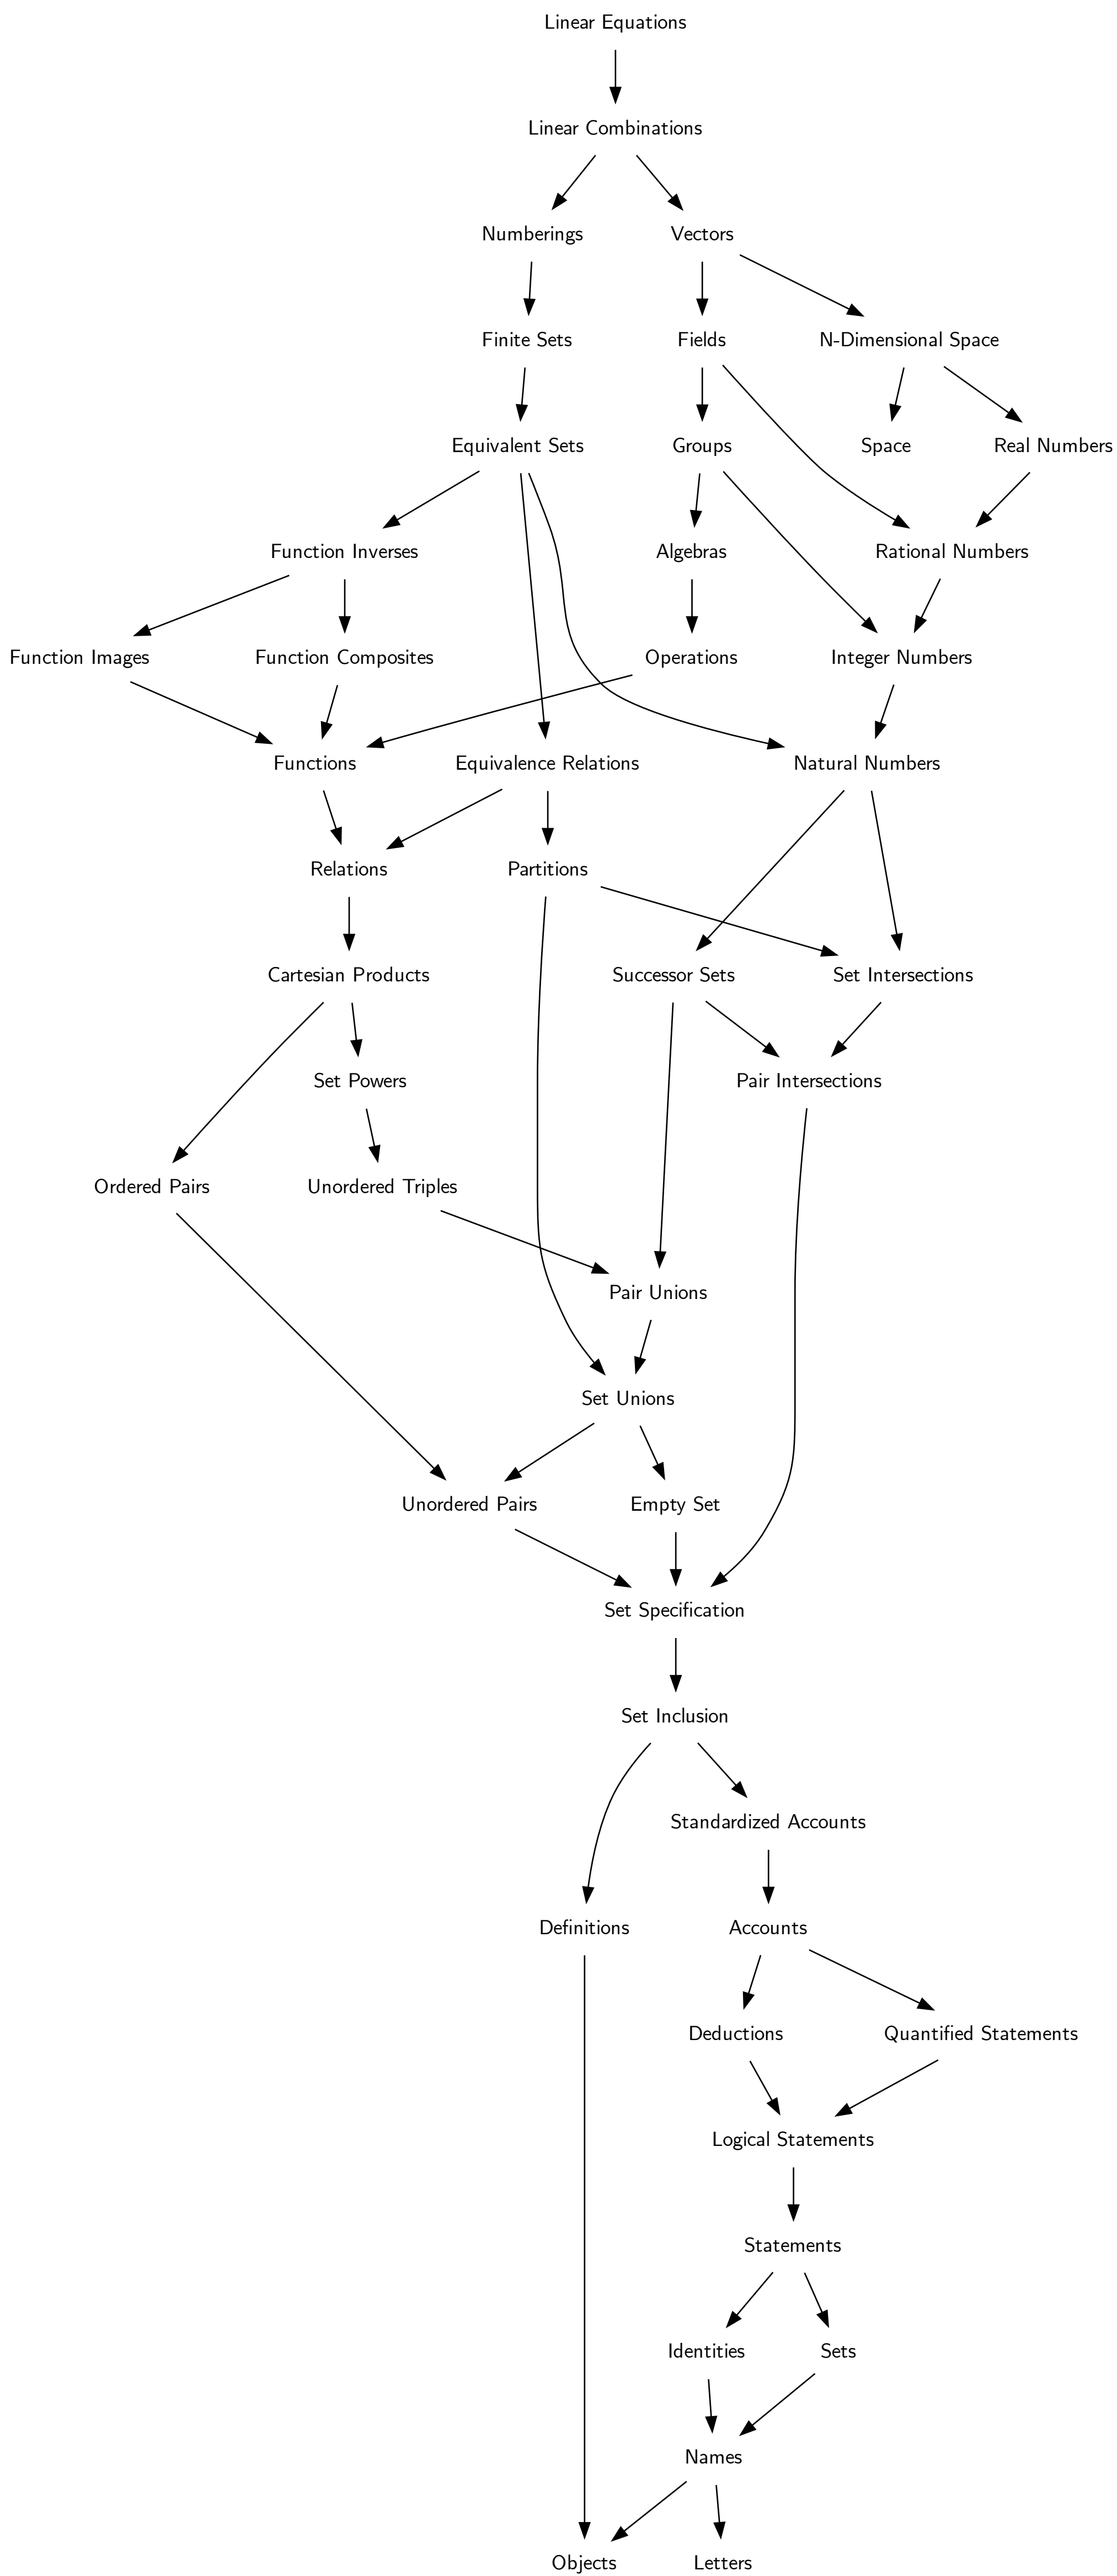 Linear Equations
Linear Combinations
Numberings
Vectors
Finite Sets
Fields
N-Dimensional Space
Equivalent Sets
Groups
Space
Real Numbers
Function Inverses
Algebras
Rational Numbers
Function Images
Function Composites
Operations
Integer Numbers
Functions
Equivalence Relations
Natural Numbers
Relations
Partitions
Cartesian Products
Successor Sets
Set Intersections
Set Powers
Pair Intersections
Ordered Pairs
Unordered Triples
Pair Unions
Set Unions
Unordered Pairs
Empty Set
Set Specification
Set Inclusion
Standardized Accounts
Definitions
Accounts
Deductions
Quantified Statements
Logical Statements
Statements
Identities
Sets
Names
Objects
Letters